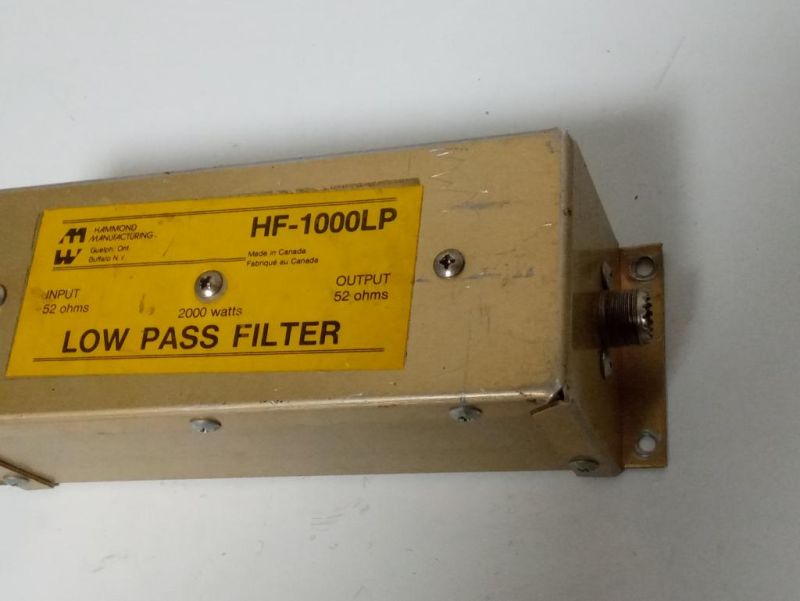 HAMMOND
MANUFACTURING
Guelph, Ont.
Buffalo N.Y.
HF-1000LP
Made in Canada
Fabriqué au Canada
INPUT
52 ohms
2000 watts
OUTPUT
52 ohms
LOW PASS FILTER